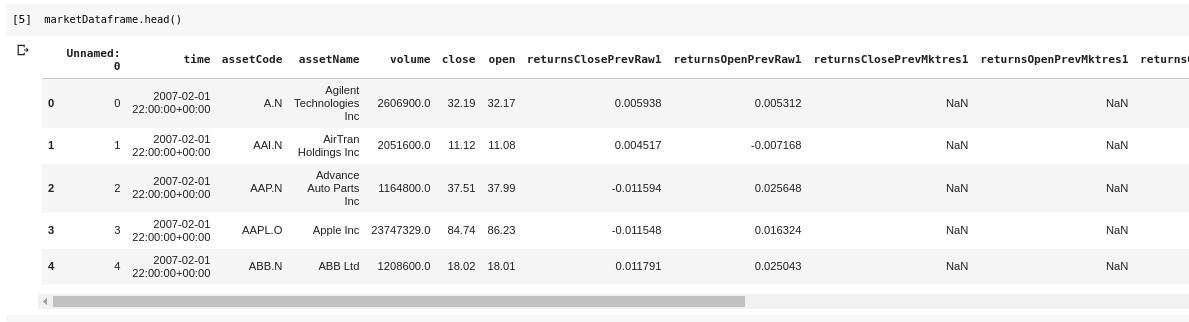 [5] marketDataframe.head()
Unnamed: 0 time assetCode assetName volume close open returnsClosePrevRaw1 returnsOpenPrevRaw1 returnsClosePrevMktres1 returnsOpenPrevMktres1 returns
0 0 2007-02-01 22:00:00+00:00 A.N Agilent Technologies Inc 2606900.0 32.19 32.17 0.005938 0.005312 NaN NaN
1 1 2007-02-01 22:00:00+00:00 AAI.N AirTran Holdings Inc 2051600.0 11.12 11.08 0.004517 -0.007168 NaN NaN
2 2 2007-02-01 22:00:00+00:00 AAP.N Advance Auto Parts Inc 1164800.0 37.51 37.99 -0.011594 0.025648 NaN NaN
3 3 2007-02-01 22:00:00+00:00 AAPL.O Apple Inc 23747329.0 84.74 86.23 -0.011548 0.016324 NaN NaN
4 4 2007-02-01 22:00:00+00:00 ABB.N ABB Ltd 1208600.0 18.02 18.01 0.011791 0.025043 NaN NaN